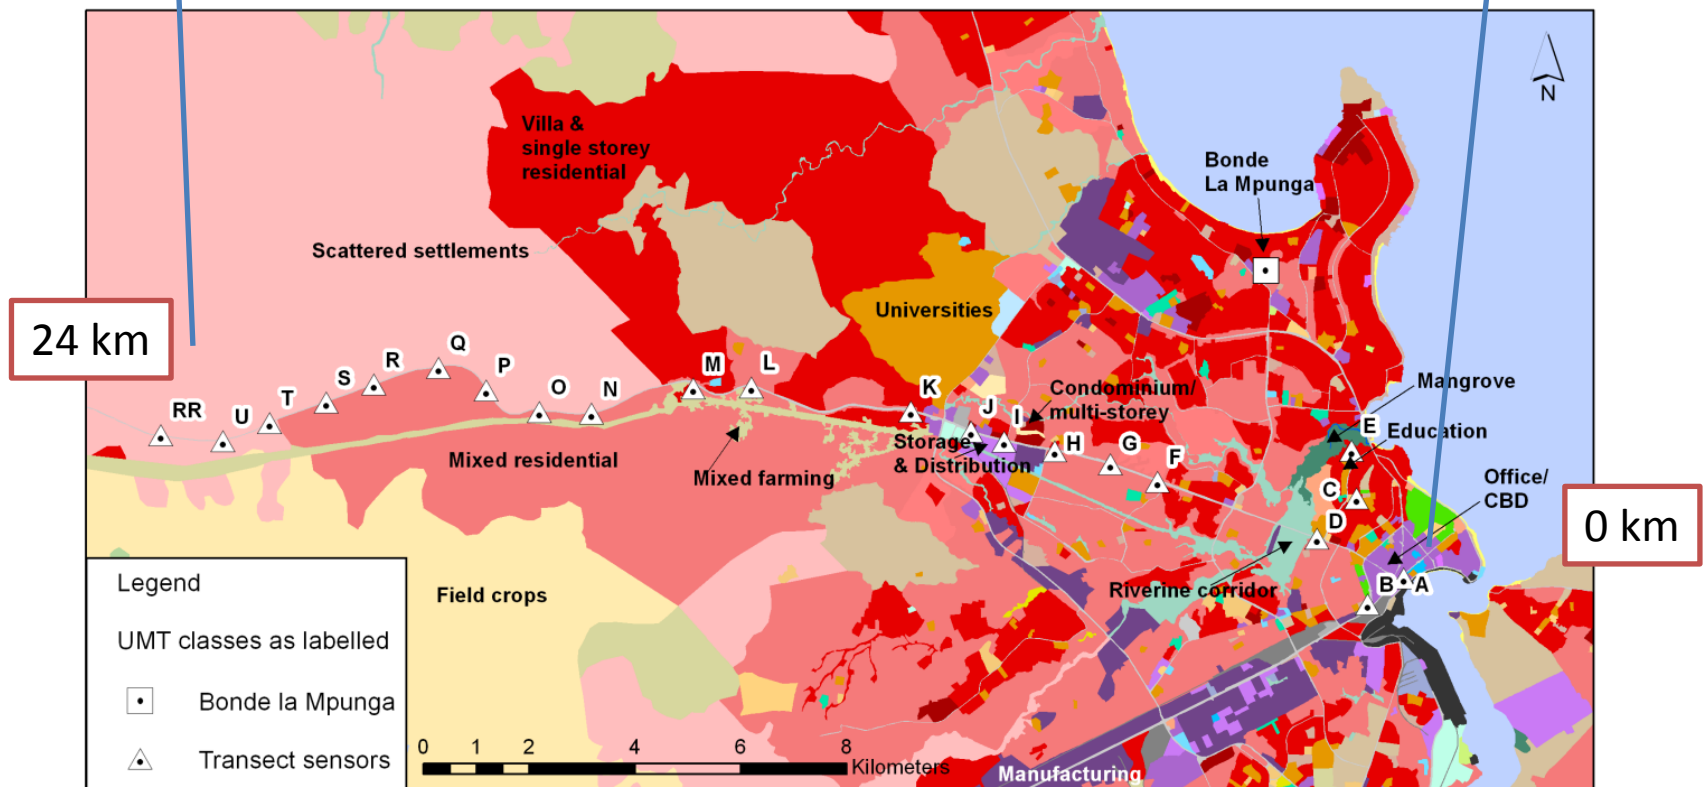 N
Villa &
single storey
residential
Bonde
La Mpunga
Scattered settlements
Universities
24 km
RR
U
T
S
R
Q
P
O
N
M
L
K
J
I
H
G
F
E
C
D
B
A
Condominium/
multi-storey
Mangrove
Education
Storage
& Distribution
Mixed residential
Mixed farming
Office/
CBD
0 km
Riverine corridor
Field crops
Legend
UMT classes as labelled
Bonde la Mpunga
Transect sensors
0 1 2 4 6 8
Kilometers
Manufacturing